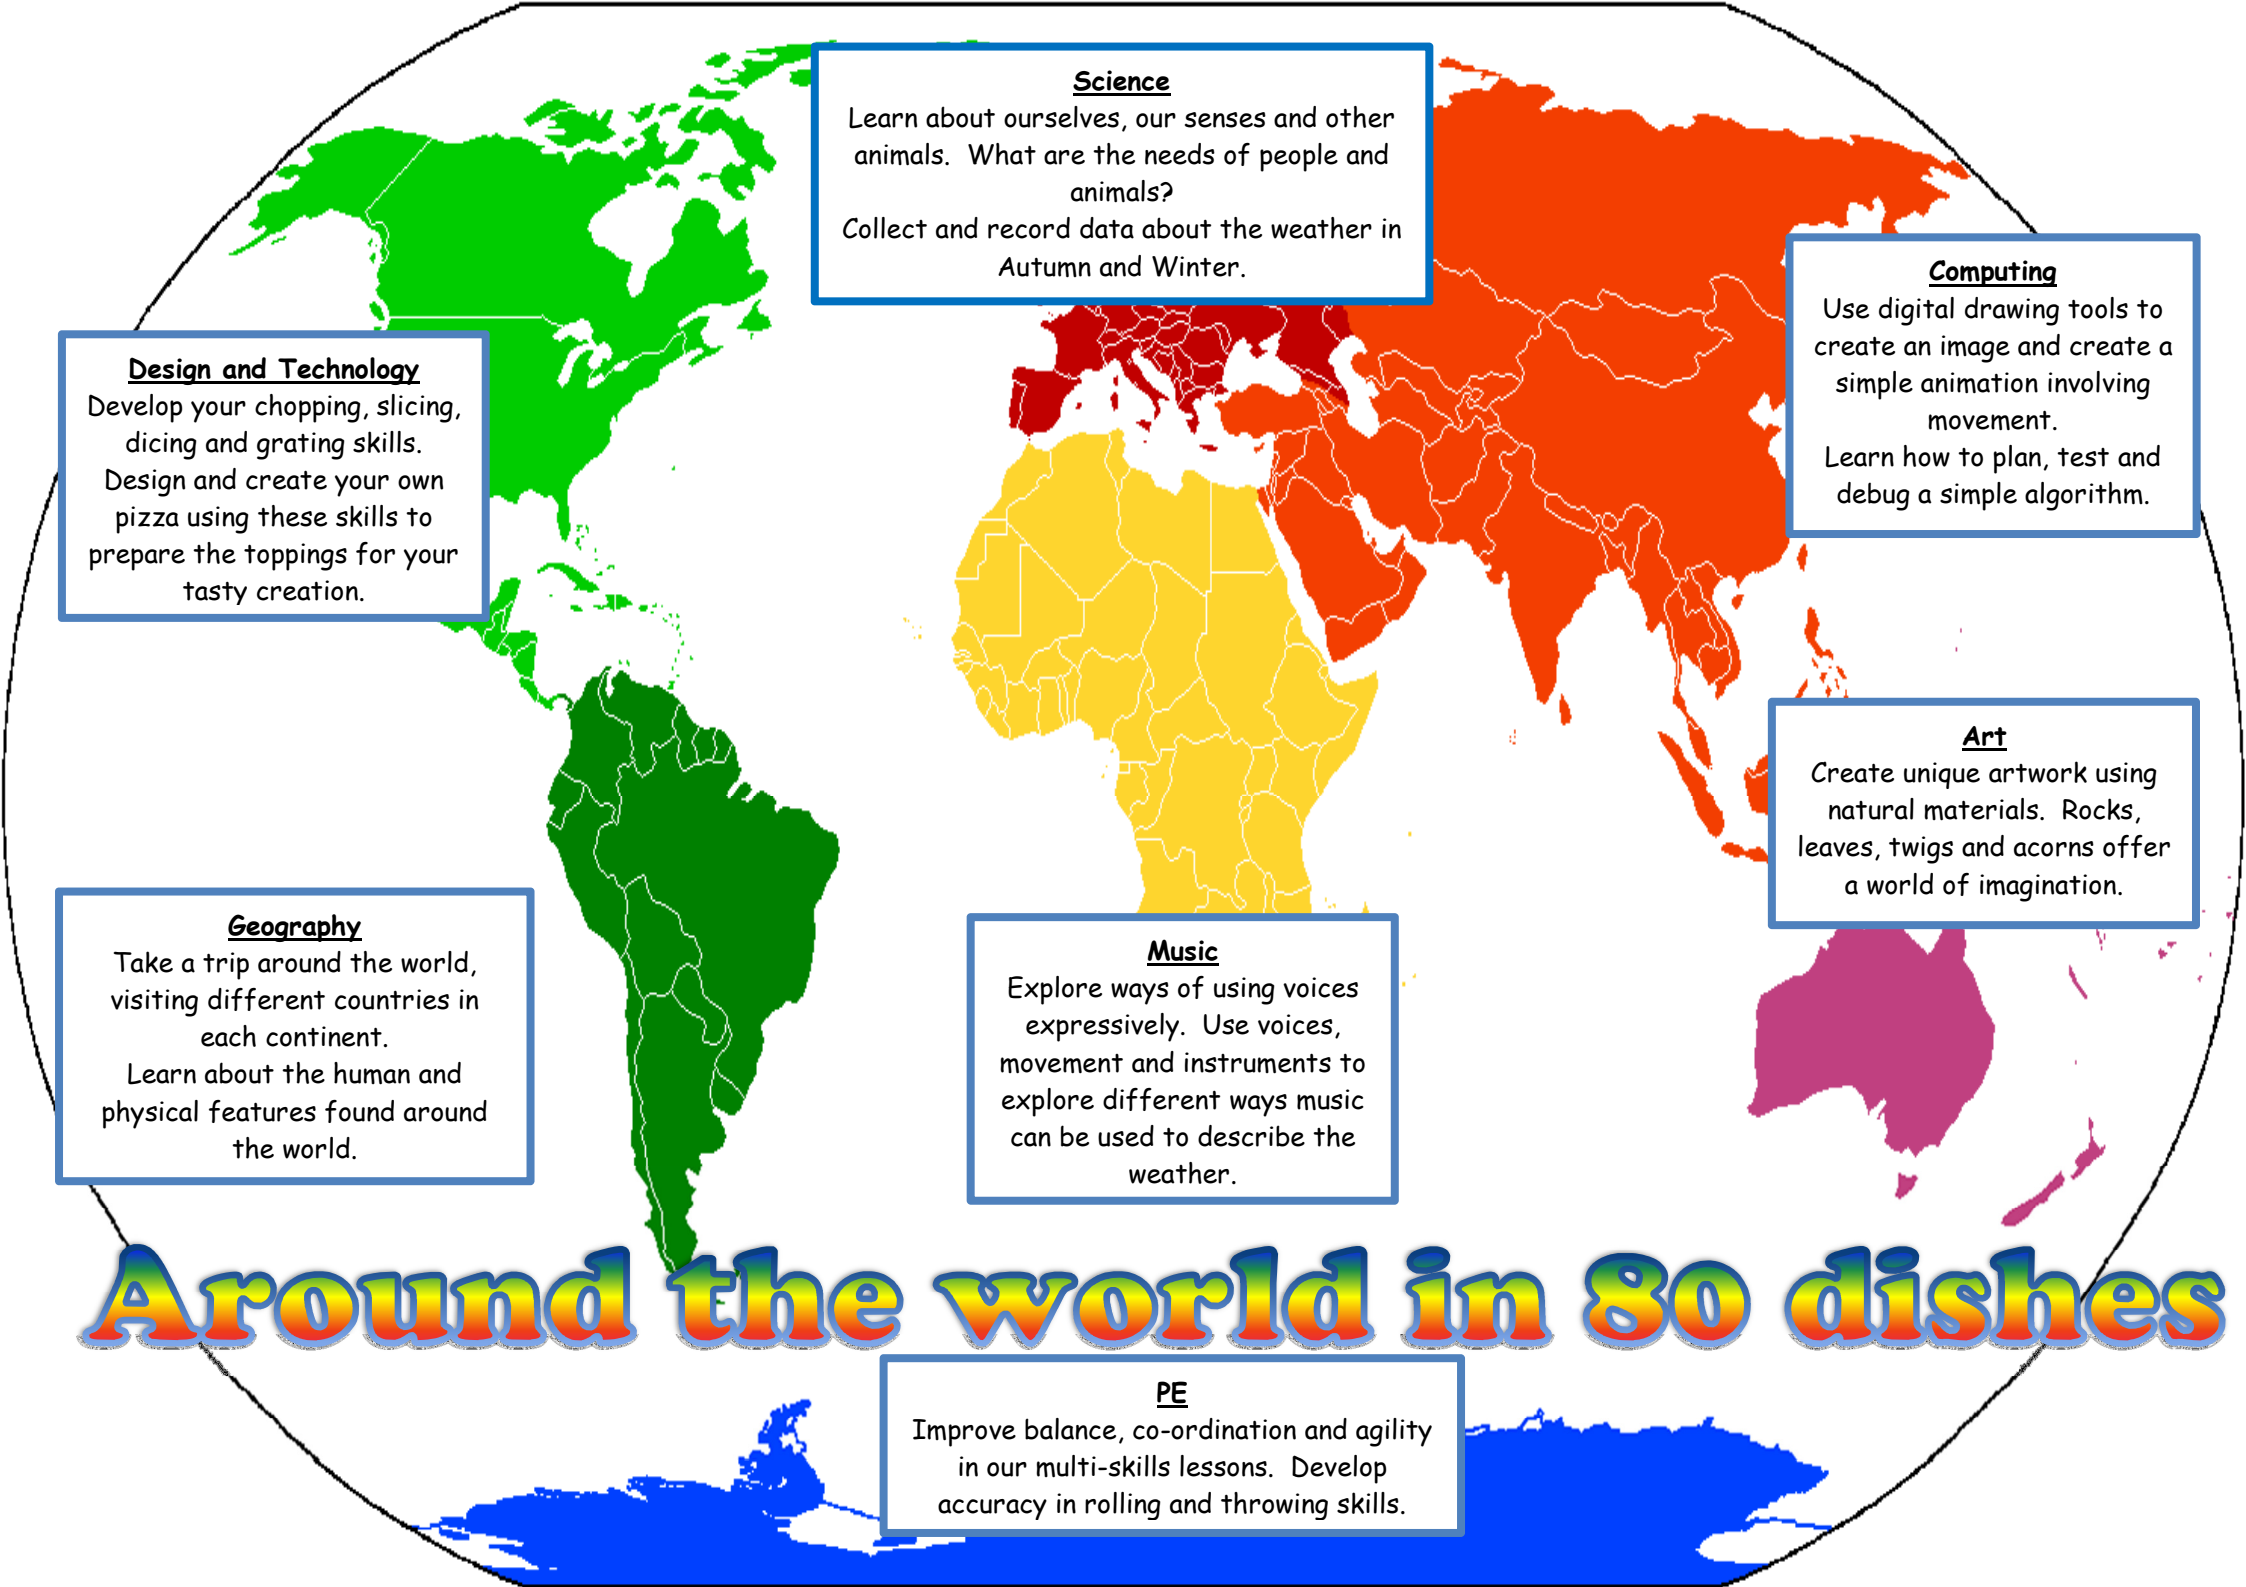 Science
Learn about ourselves, our senses and other
animals.  What are the needs of people and
animals?
Collect and record data about the weather in
Autumn and Winter.
Computing
Use digital drawing tools to
create an image and create a
simple animation involving
movement.
Learn how to plan, test and
debug a simple algorithm.
Design and Technology
Develop your chopping, slicing,
dicing and grating skills.
Design and create your own
pizza using these skills to
prepare the toppings for your
tasty creation.
Art
Create unique artwork using
natural materials.  Rocks,
leaves, twigs and acorns offer
a world of imagination.
Geography
Take a trip around the world,
visiting different countries in
each continent.
Learn about the human and
physical features found around
the world.
Music
Explore ways of using voices
expressively.  Use voices,
movement and instruments to
explore different ways music
can be used to describe the
weather.
Around the world in 80 dishes
PE
Improve balance, co-ordination and agility
in our multi-skills lessons.  Develop
accuracy in rolling and throwing skills.